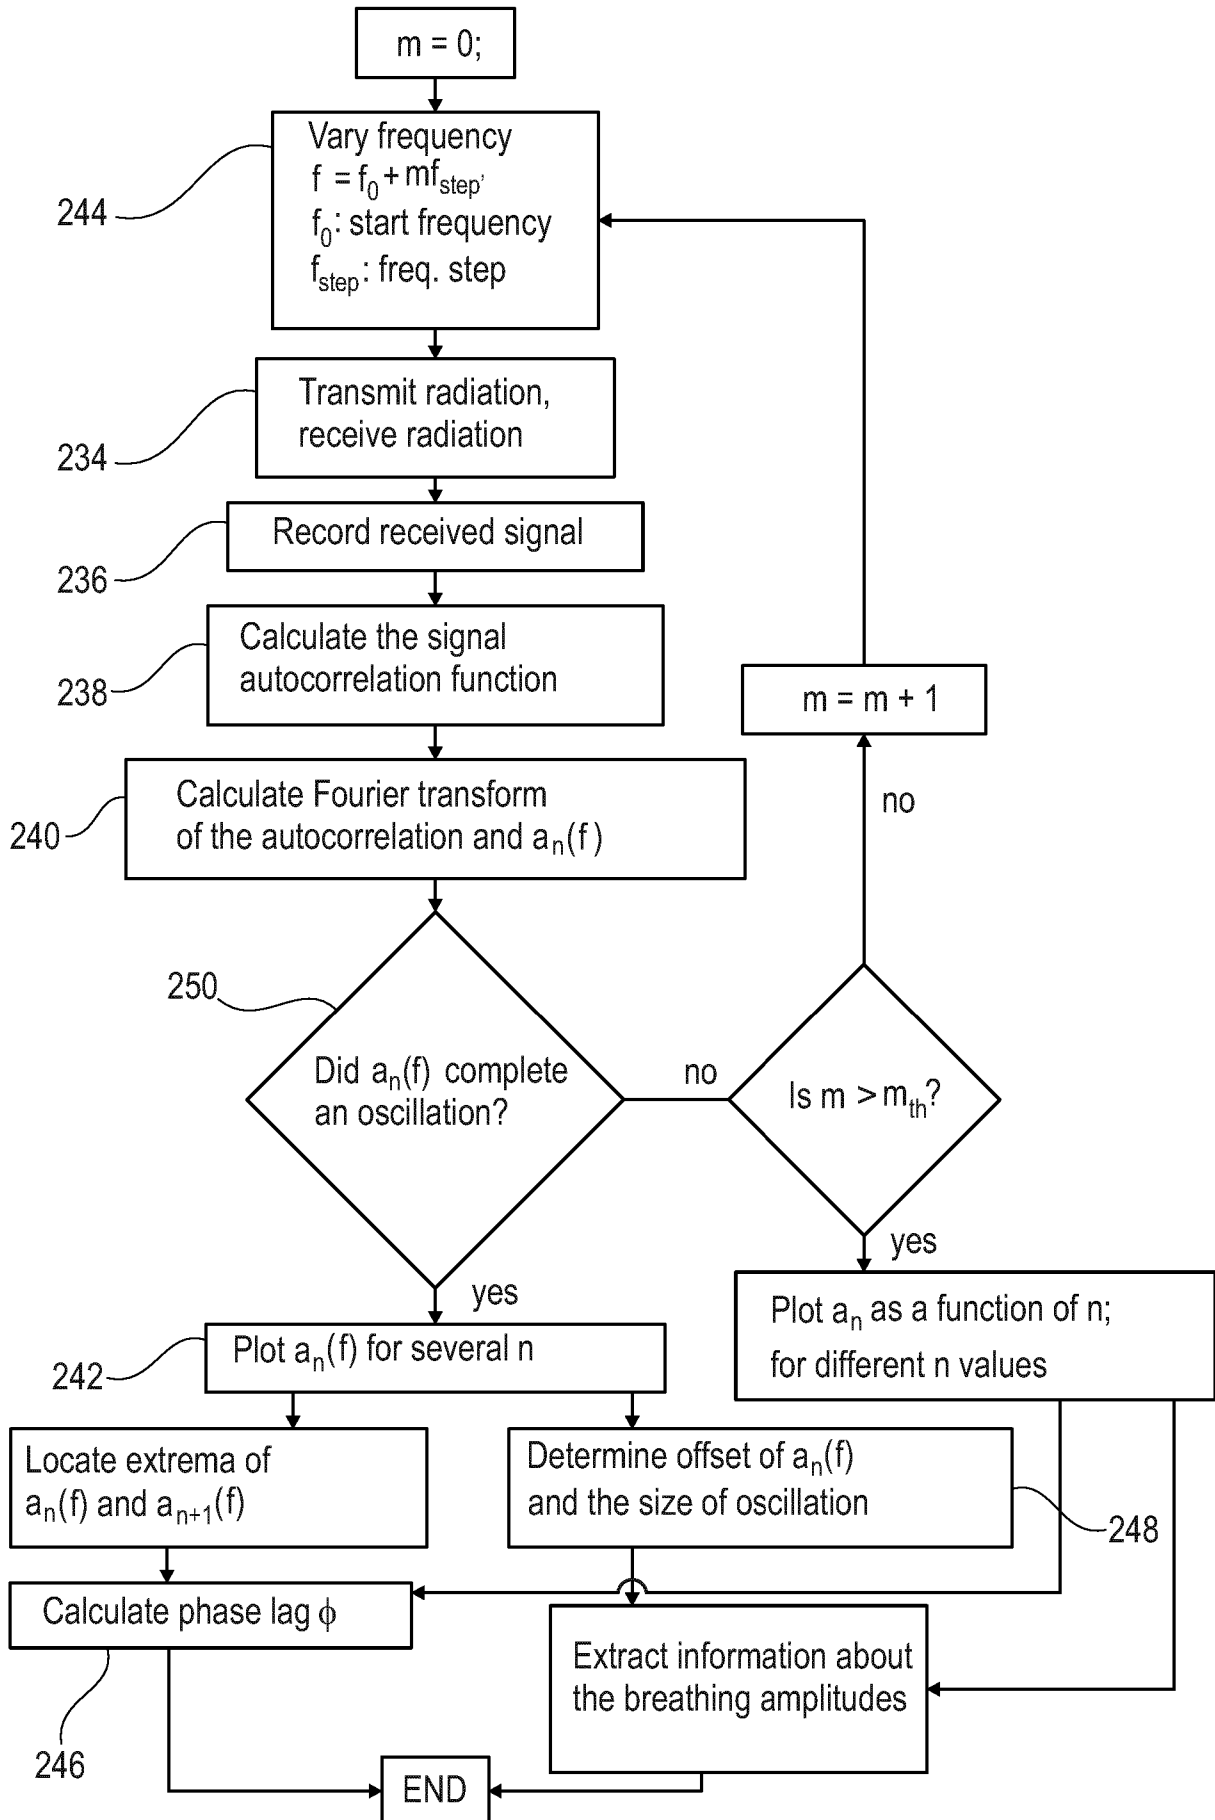 m = 0;
Vary frequency
f = f₀ + mf_step,
f₀: start frequency
f_step: freq. step
244
Transmit radiation,
receive radiation
234
Record received signal
236
Calculate the signal
autocorrelation function
238
m = m + 1
Calculate Fourier transform
of the autocorrelation and aₙ(f)
240
no
250
Did aₙ(f) complete
an oscillation?
no
Is m > m_th?
yes
yes
Plot aₙ(f) for several n
242
Plot aₙ as a function of n;
for different n values
Locate extrema of
aₙ(f) and aₙ₊₁(f)
Determine offset of aₙ(f)
and the size of oscillation
248
Calculate phase lag ϕ
246
Extract information about
the breathing amplitudes
END